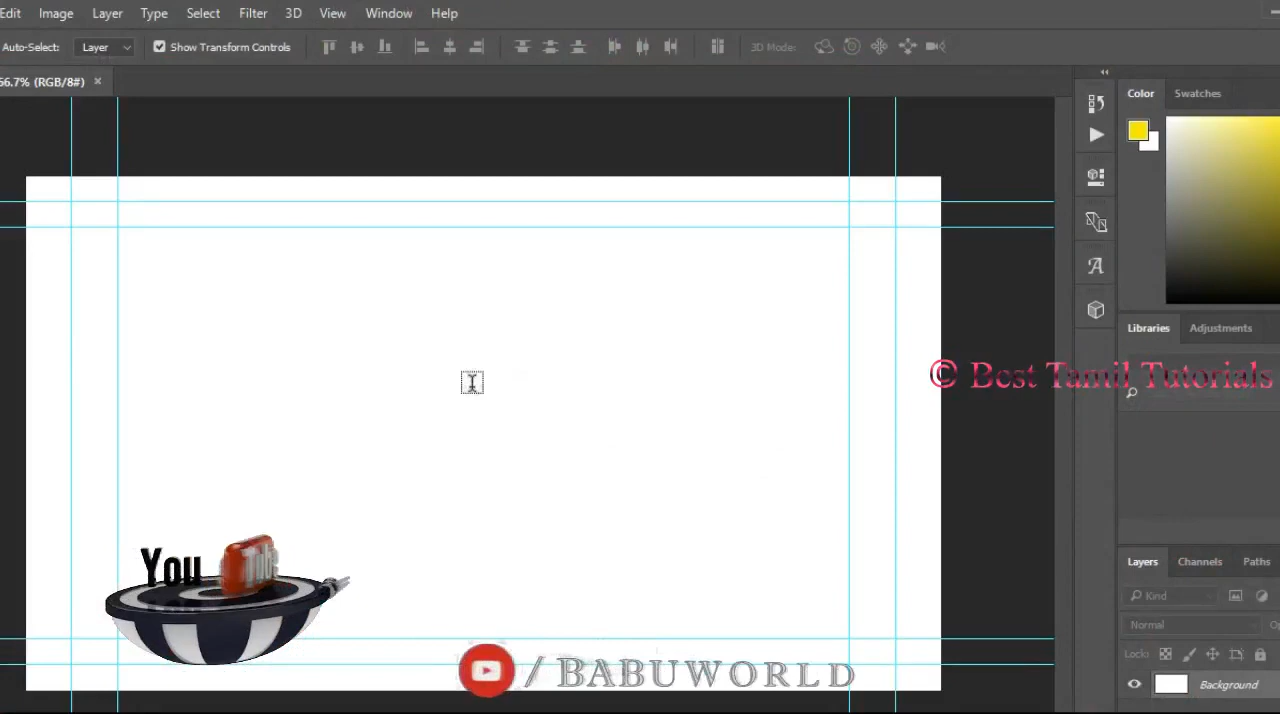 Edit Image Layer Type Select Filter 3D View Window Help
Auto-Select: Layer Show Transform Controls 3D Mode:
66.7% (RGB/8#) ×
Color Swatches
Libraries Adjustments
© Best Tamil Tutorials
You Tube
Layers Channels Paths
Kind
Normal
Lock:
/ BABUWORLD
Background